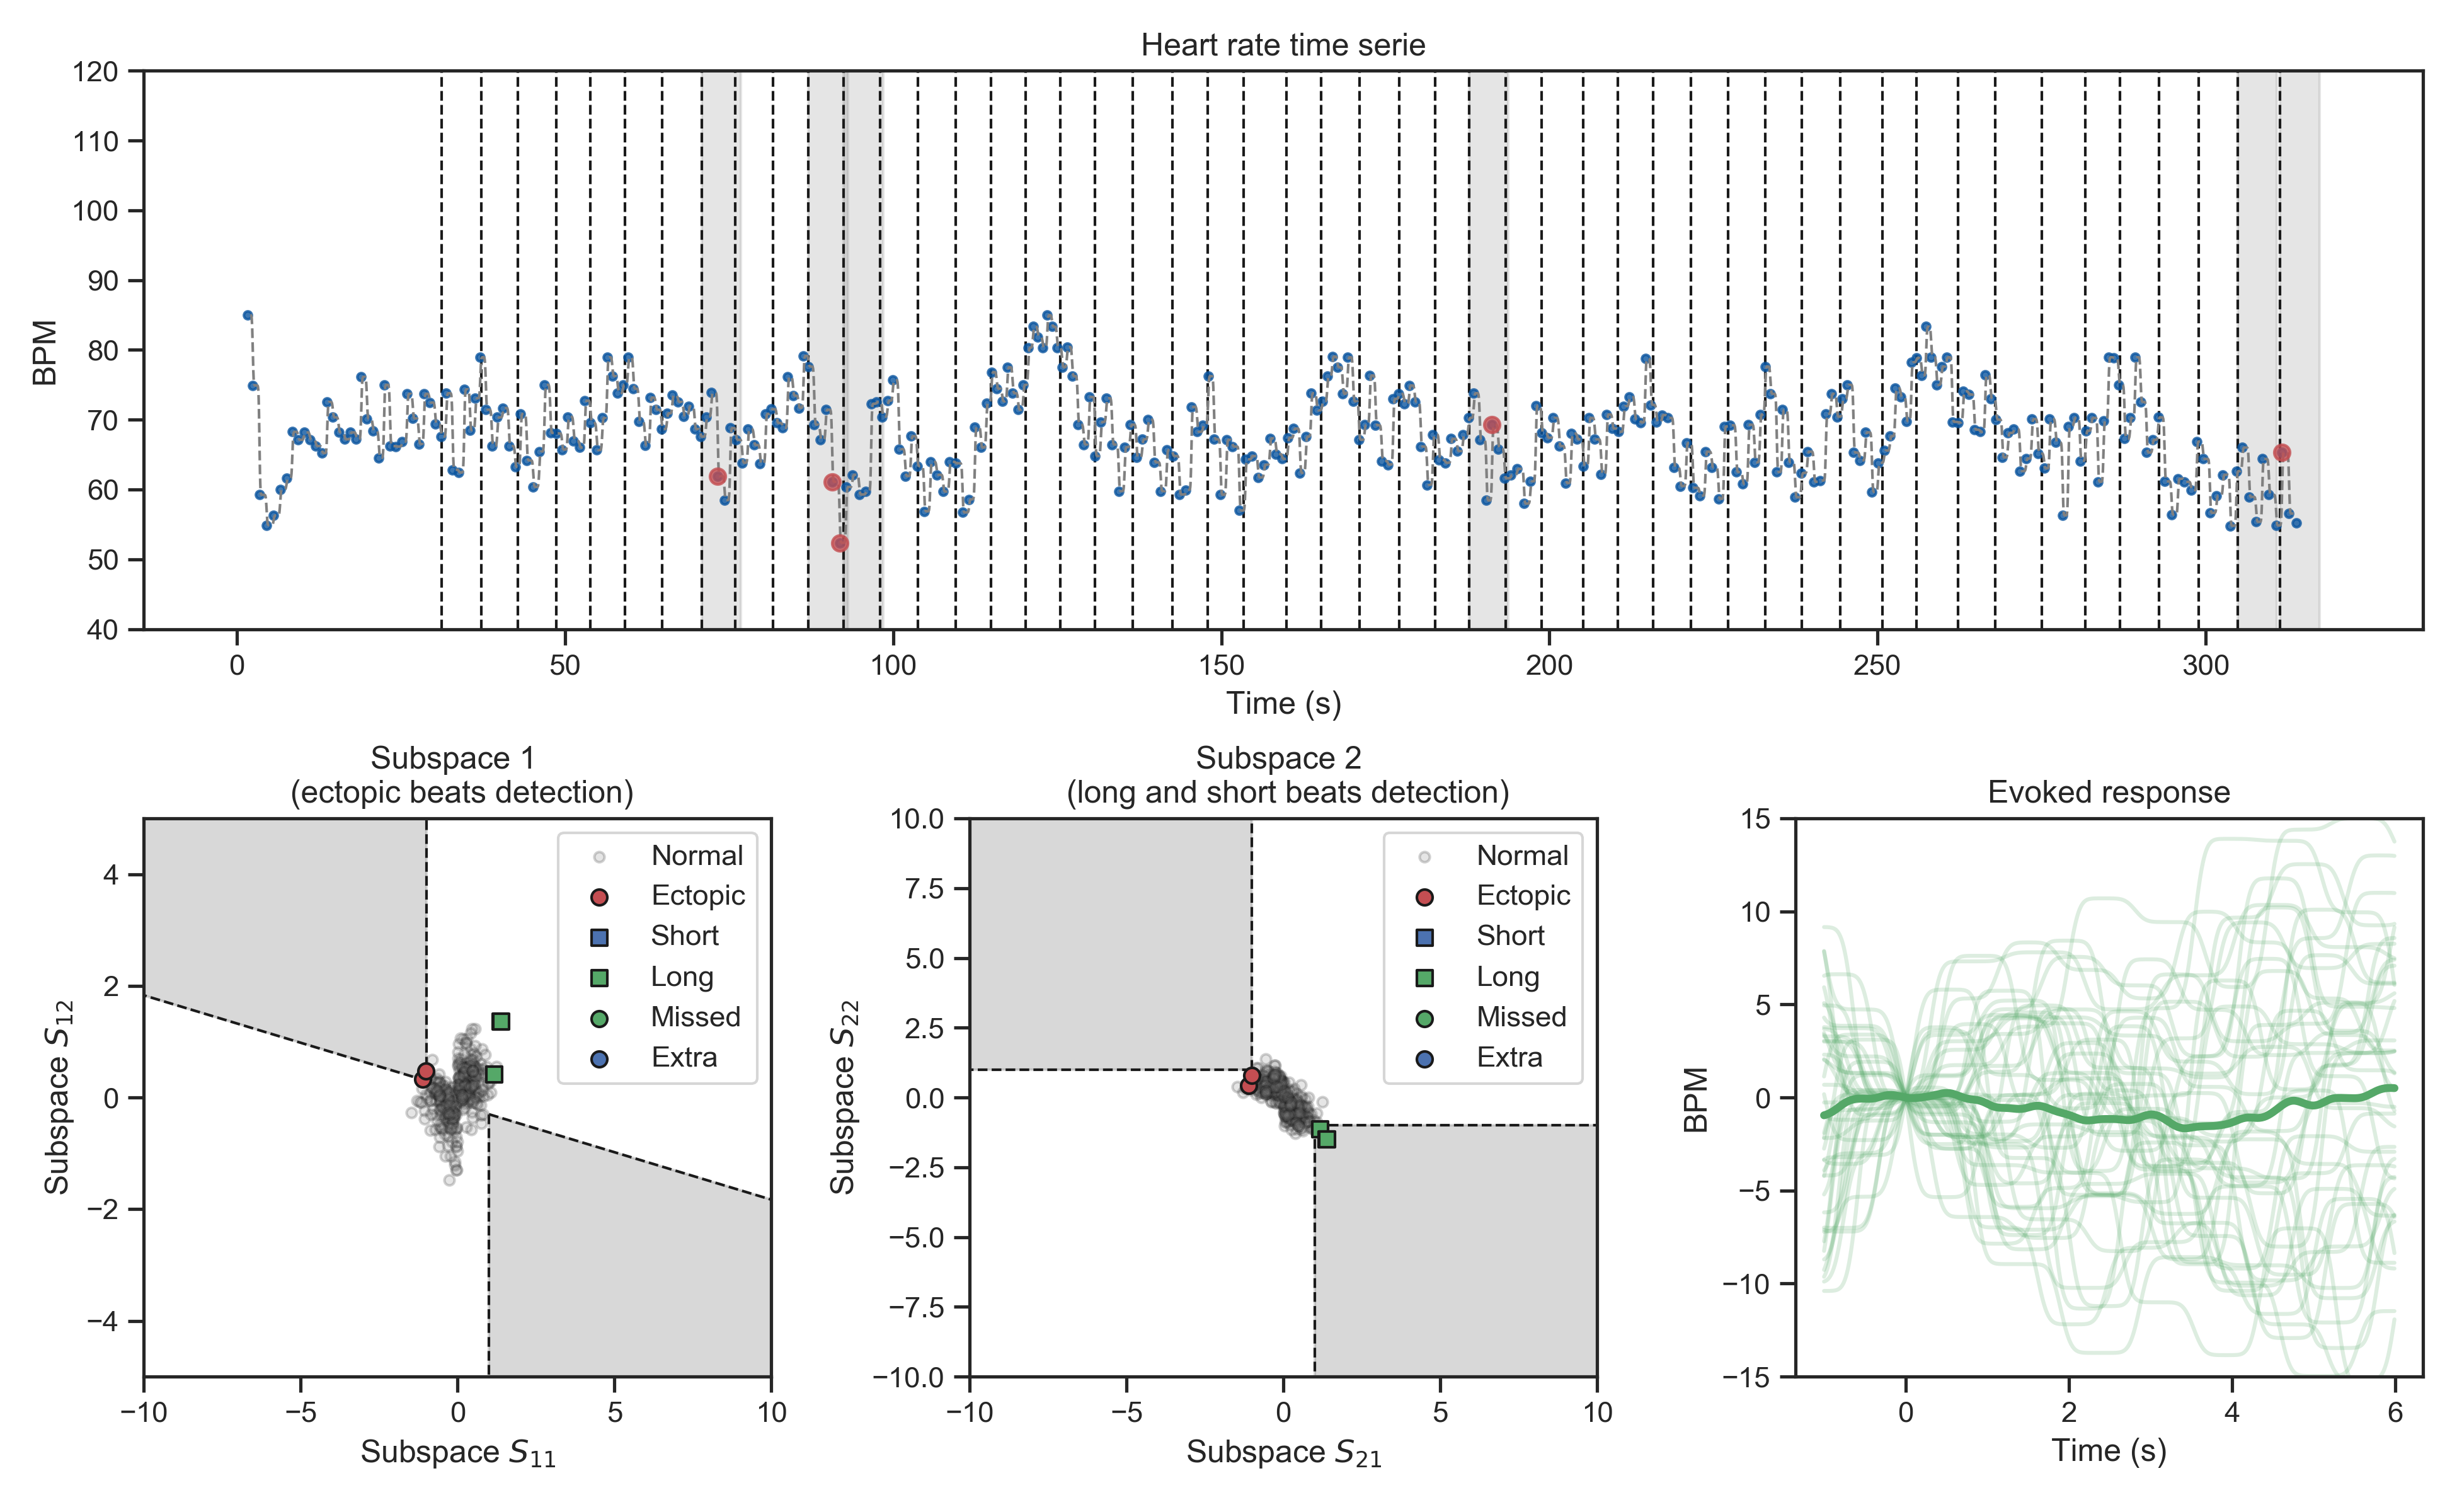 Heart rate time serie
120
110
100
90
80
70
60
50
40
BPM
0 50 100 150 200 250 300
Time (s)
Subspace 1
(ectopic beats detection)
4
2
0
−2
−4
Subspace S12
Normal
Ectopic
Short
Long
Missed
Extra
−10 −5 0 5 10
Subspace S11
Subspace 2
(long and short beats detection)
10.0
7.5
5.0
2.5
0.0
−2.5
−5.0
−7.5
−10.0
Subspace S22
Normal
Ectopic
Short
Long
Missed
Extra
−10 −5 0 5 10
Subspace S21
Evoked response
15
10
5
0
−5
−10
−15
BPM
0 2 4 6
Time (s)